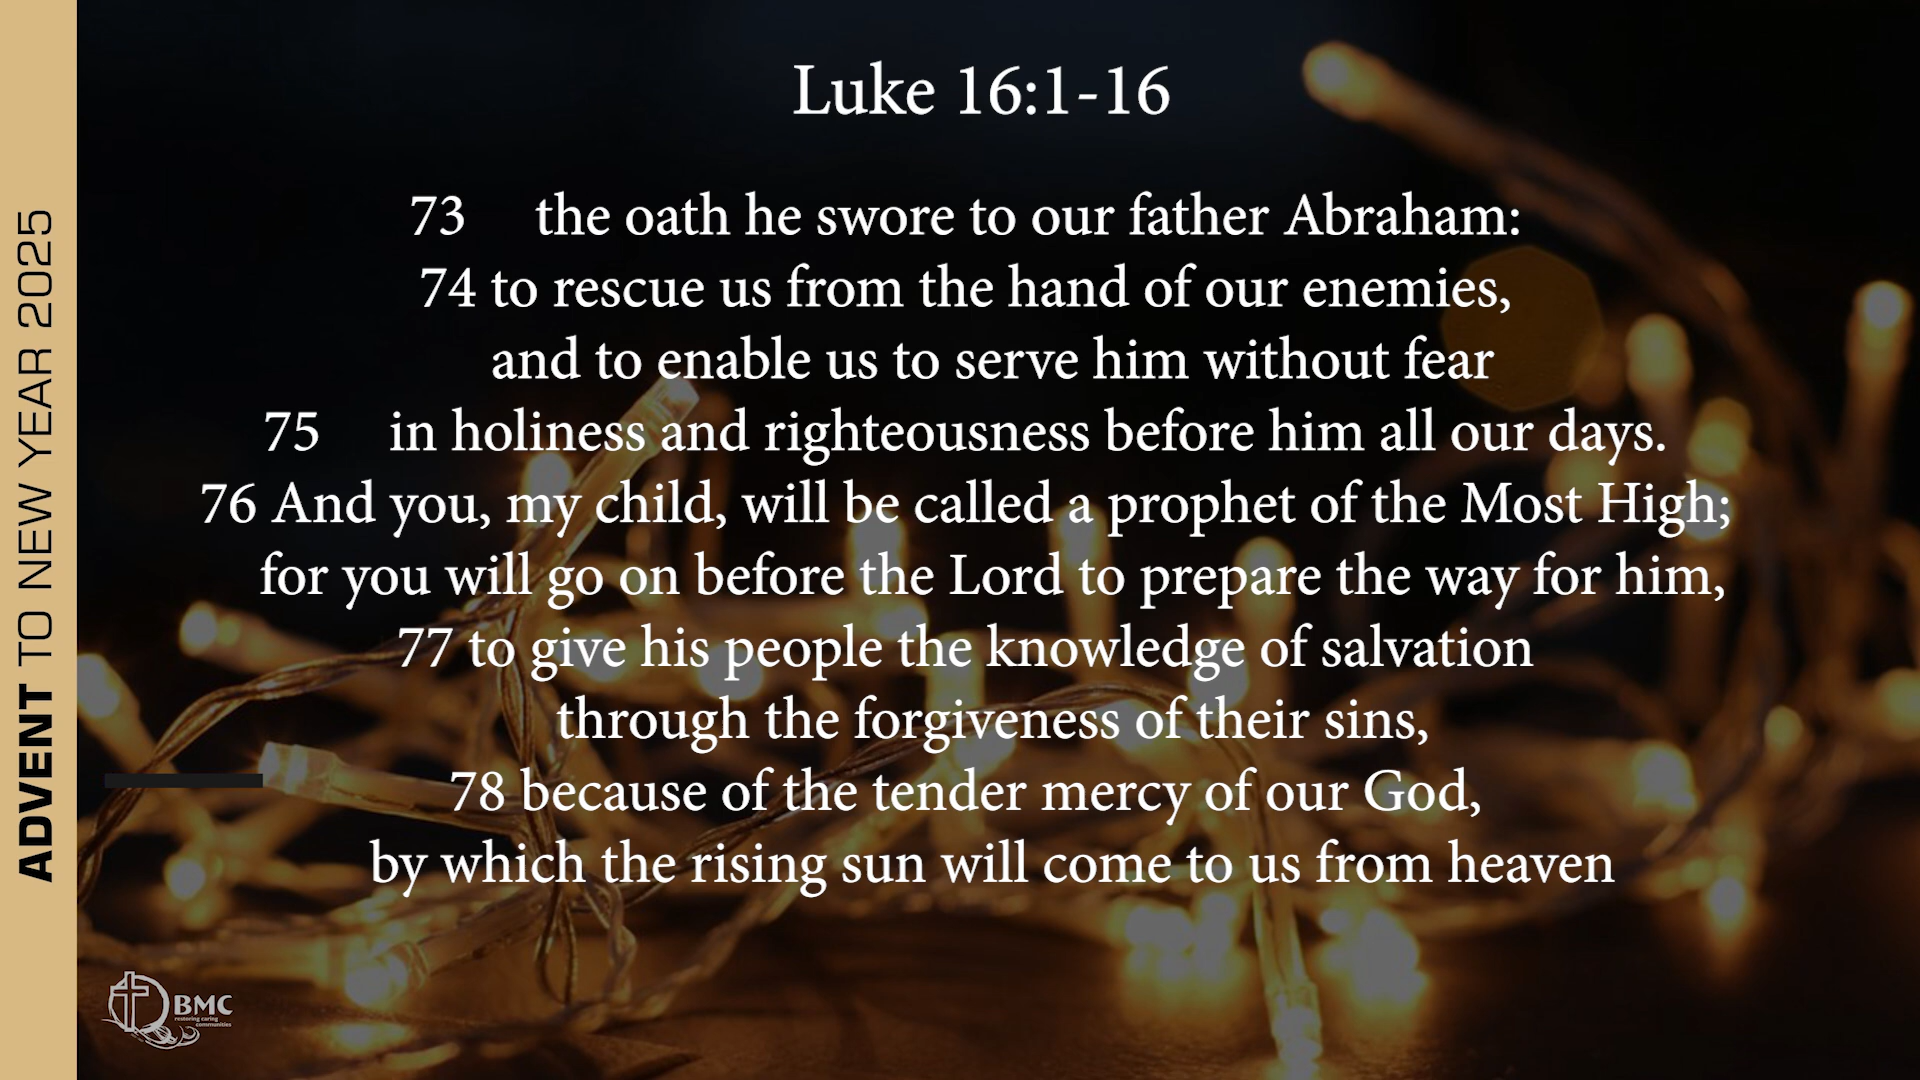 Luke 16:1-16
73 the oath he swore to our father Abraham:
74 to rescue us from the hand of our enemies,
and to enable us to serve him without fear
75 in holiness and righteousness before him all our days.
76 And you, my child, will be called a prophet of the Most High;
for you will go on before the Lord to prepare the way for him,
77 to give his people the knowledge of salvation
through the forgiveness of their sins,
78 because of the tender mercy of our God,
by which the rising sun will come to us from heaven
ADVENT TO NEW YEAR 2025
BMC
restoring caring
communities